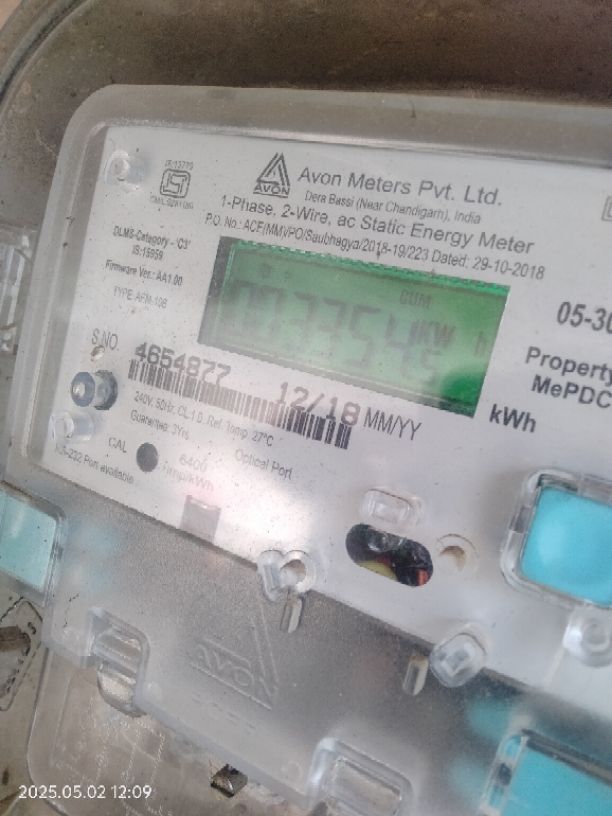 IS:13779
AVON
Avon Meters Pvt. Ltd.
Dera Bassi (Near Chandigarh), India
1-Phase, 2-Wire, ac Static Energy Meter
P.O. No.: ACE(MM)/PO/Saubhagya/2018-19/223 Dated: 29-10-2018
DLMS-Category - 'C3'
IS:15959
Firmware Ver.: AA1.00
TYPE: AFM-10B
CUM
KW h
05-30
Property
MePDC
kWh
S.NO.
4654877 12/18 MM/YY
240V, 50Hz, CL 1.0, Ref. Temp. 27°C
Guarantee: 3Yrs
Optical Port
CAL
6400
imp/kWh
RS-232 Port available
AVON
2025.05.02 12:09